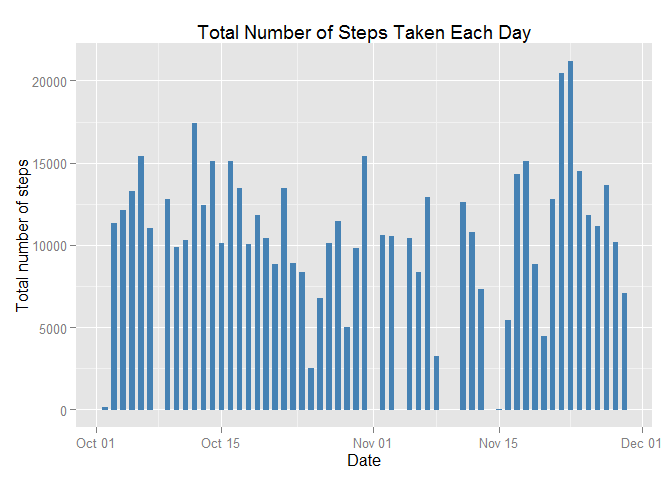 Total Number of Steps Taken Each Day
Total number of steps
20000
15000
10000
5000
0
Oct 01
Oct 15
Nov 01
Nov 15
Dec 01
Date